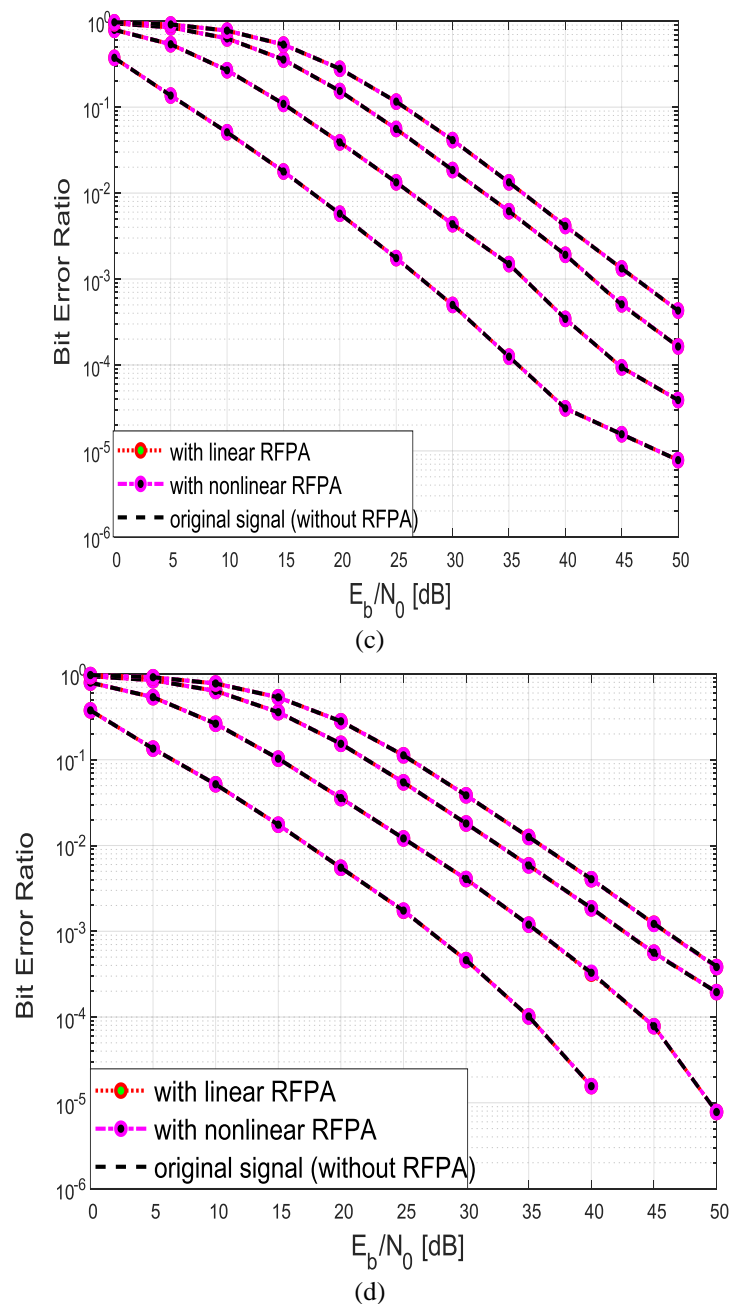 10^0
10^-1
10^-2
10^-3
10^-4
10^-5
10^-6
Bit Error Ratio
with linear RFPA
with nonlinear RFPA
original signal (without RFPA)
0 5 10 15 20 25 30 35 40 45 50
E_b/N_0 [dB]
(c)
10^0
10^-1
10^-2
10^-3
10^-4
10^-5
10^-6
Bit Error Ratio
with linear RFPA
with nonlinear RFPA
original signal (without RFPA)
0 5 10 15 20 25 30 35 40 45 50
E_b/N_0 [dB]
(d)